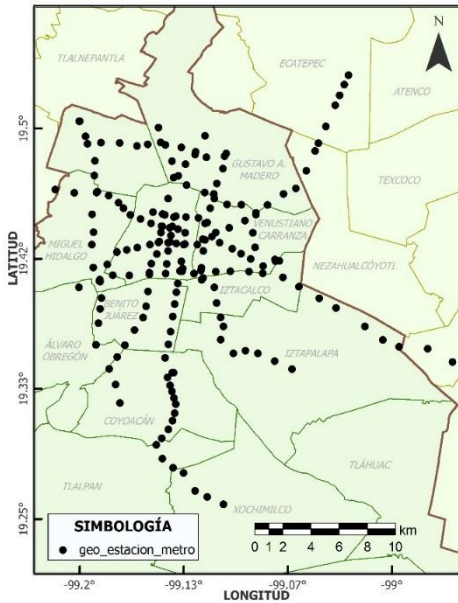 N
TLALNEPANTLA
ECATEPEC
ATENCO
19.5°
GUSTAVO A.
MADERO
TEXCOCO
VENUSTIANO
CARRANZA
MIGUEL
HIDALGO
19.42°
NEZAHUALCÓYOTL
IZTACALCO
BENITO
JUÁREZ
LATITUD
ÁLVARO
OBREGÓN
IZTAPALAPA
19.33°
COYOACÁN
TLÁHUAC
TLALPAN
XOCHIMILCO
19.25°
SIMBOLOGÍA
geo_estacion_metro
km
0 1 2 4 6 8 10
-99.2° -99.13° -99.07° -99°
LONGITUD